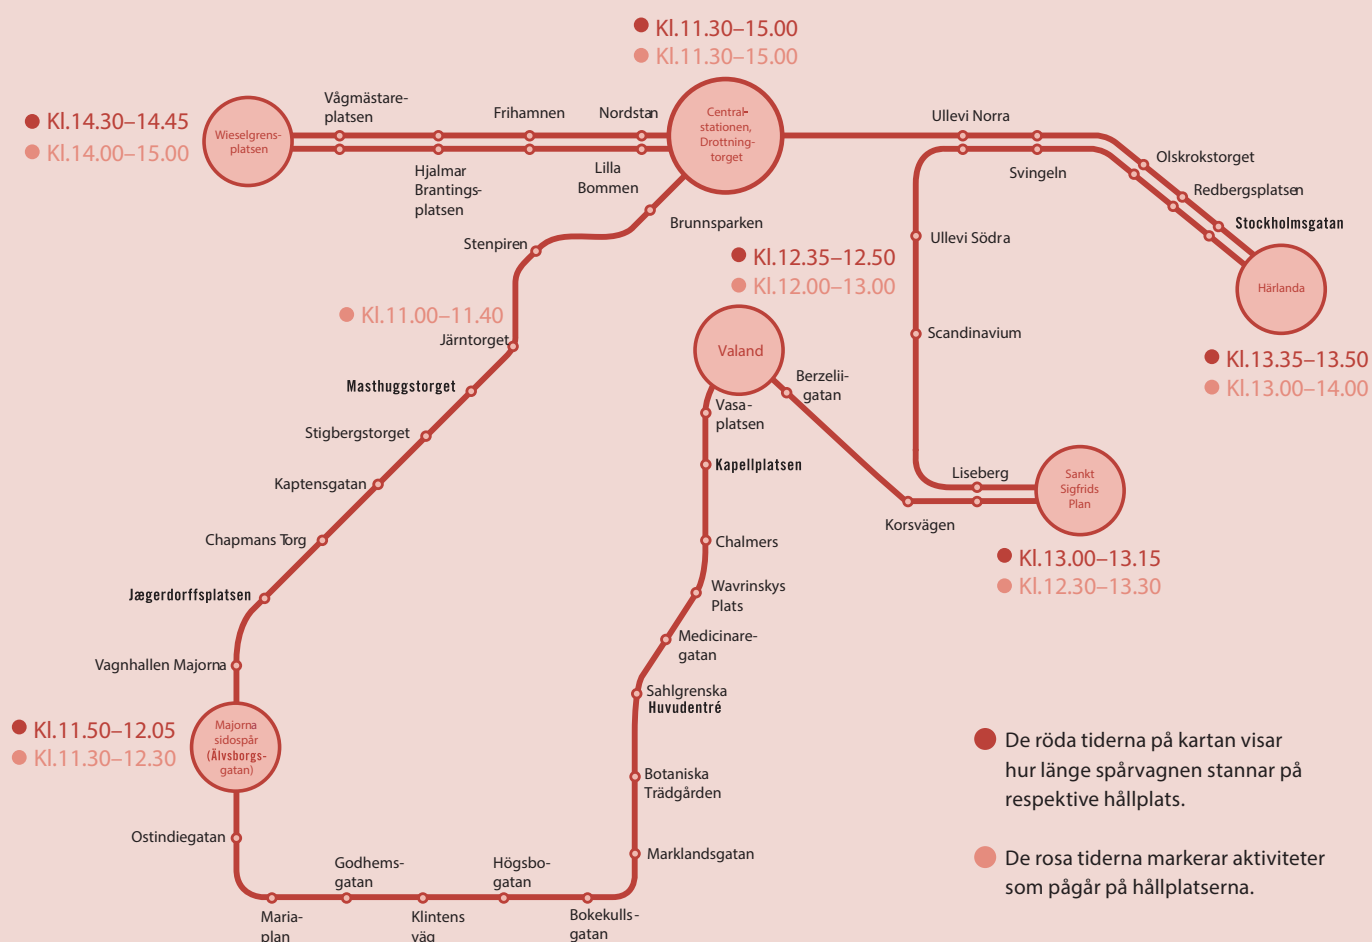 Kl.11.30–15.00
Kl.11.30–15.00
Kl.14.30–14.45
Kl.14.00–15.00
Wieselgrens-
platsen
Vågmästare-
platsen
Frihamnen
Nordstan
Hjalmar
Brantings-
platsen
Lilla
Bommen
Central-
stationen,
Drottning-
torget
Ullevi Norra
Svingeln
Olskrokstorget
Redbergsplatsen
Stockholmsgatan
Härlanda
Kl.13.35–13.50
Kl.13.00–14.00
Brunnsparken
Stenpiren
Ullevi Södra
Kl.12.35–12.50
Kl.12.00–13.00
Kl.11.00–11.40
Järntorget
Scandinavium
Valand
Berzelii-
gatan
Masthuggstorget
Vasa-
platsen
Stigbergstorget
Kapellplatsen
Kaptensgatan
Liseberg
Korsvägen
Sankt
Sigfrids
Plan
Kl.13.00–13.15
Kl.12.30–13.30
Chapmans Torg
Chalmers
Jægerdorffsplatsen
Wavrinskys
Plats
Medicinare-
gatan
Vagnhallen Majorna
Sahlgrenska
Huvudentré
Kl.11.50–12.05
Kl.11.30–12.30
Majorna
sidospår
(Älvsborgs-
gatan)
Botaniska
Trädgården
Ostindiegatan
Marklandsgatan
Godhems-
gatan
Högsbo-
gatan
Maria-
plan
Klintens
väg
Bokekulls-
gatan
De röda tiderna på kartan visar
hur länge spårvagnen stannar på
respektive hållplats.
De rosa tiderna markerar aktiviteter
som pågår på hållplatserna.